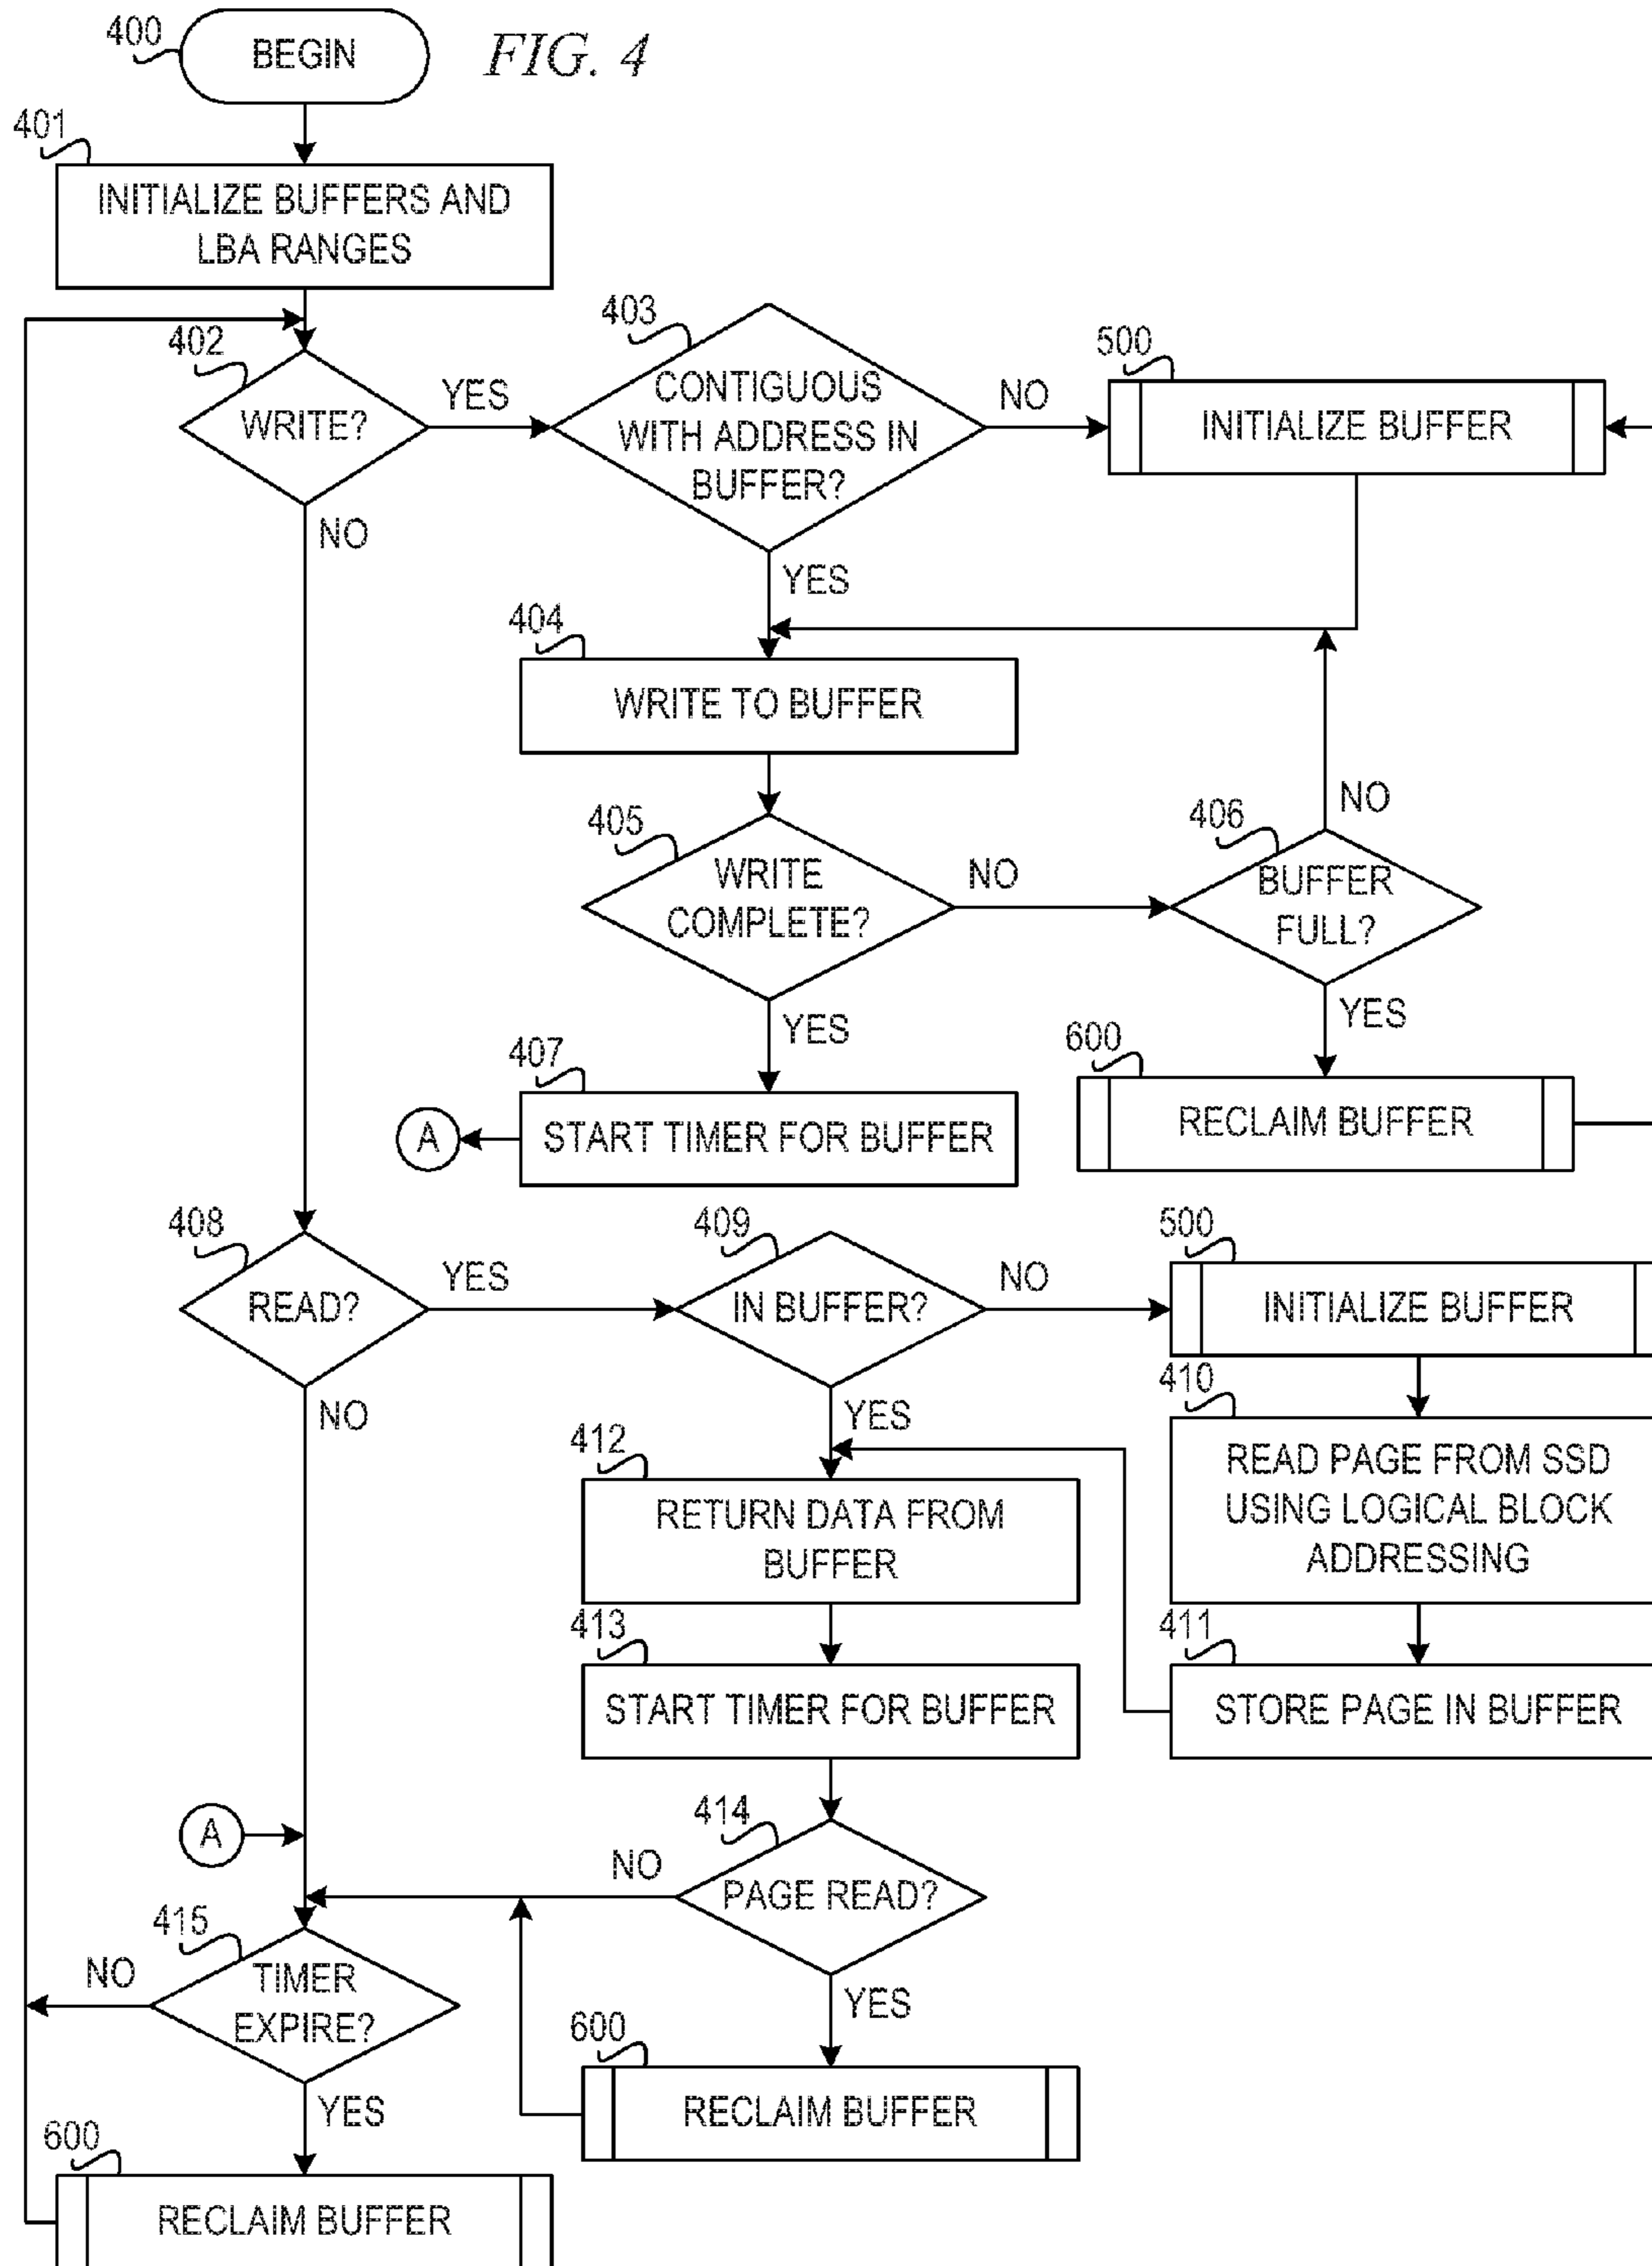 400
BEGIN
FIG. 4
401
INITIALIZE BUFFERS AND
LBA RANGES
402
WRITE?
YES
NO
403
CONTIGUOUS
WITH ADDRESS IN
BUFFER?
NO
YES
500
INITIALIZE BUFFER
404
WRITE TO BUFFER
405
WRITE
COMPLETE?
NO
YES
406
BUFFER
FULL?
NO
YES
407
START TIMER FOR BUFFER
A
600
RECLAIM BUFFER
408
READ?
YES
NO
409
IN BUFFER?
NO
YES
500
INITIALIZE BUFFER
410
READ PAGE FROM SSD
USING LOGICAL BLOCK
ADDRESSING
411
STORE PAGE IN BUFFER
412
RETURN DATA FROM
BUFFER
413
START TIMER FOR BUFFER
414
PAGE READ?
NO
YES
A
415
TIMER
EXPIRE?
NO
YES
600
RECLAIM BUFFER
600
RECLAIM BUFFER